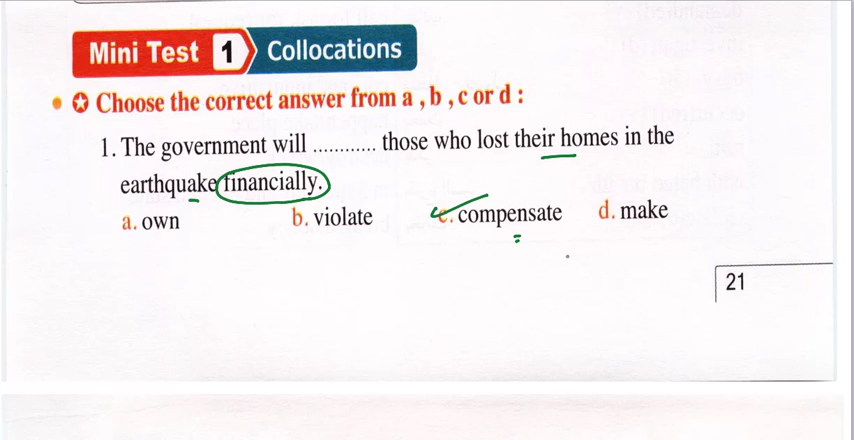 Mini Test 1 Collocations
Choose the correct answer from a , b , c or d :
1. The government will ............ those who lost their homes in the
earthquake financially.
a. own b. violate c. compensate d. make
21